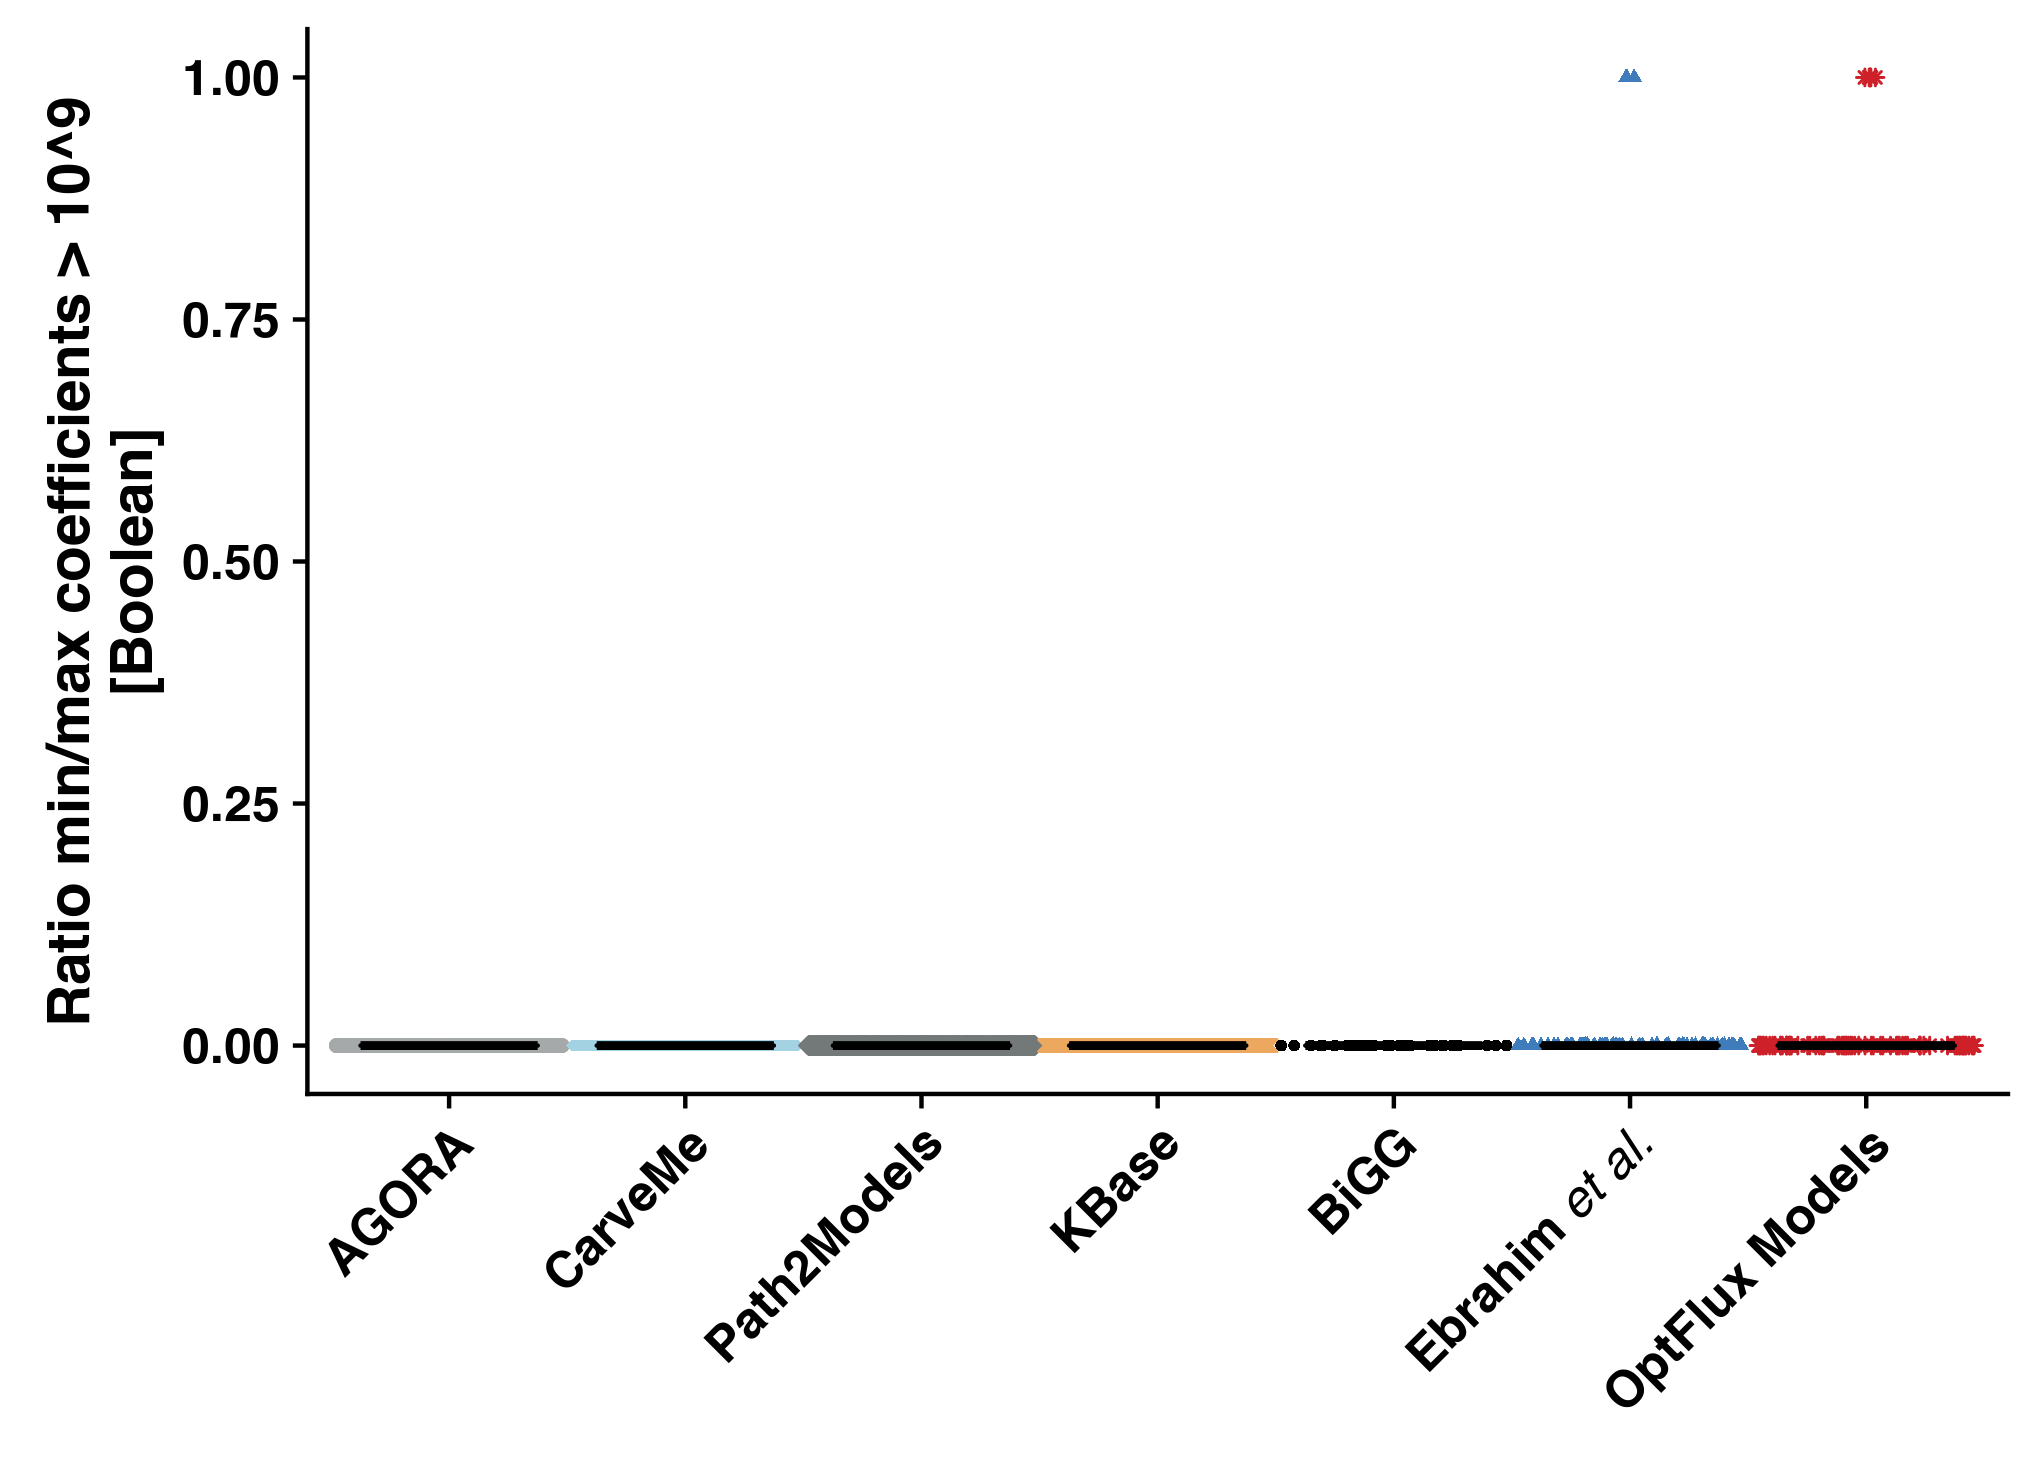 Ratio min/max coefficients > 10^9
[Boolean]
1.00
0.75
0.50
0.25
0.00
AGORA
CarveMe
Path2Models
KBase
BiGG
Ebrahim et al.
OptFlux Models